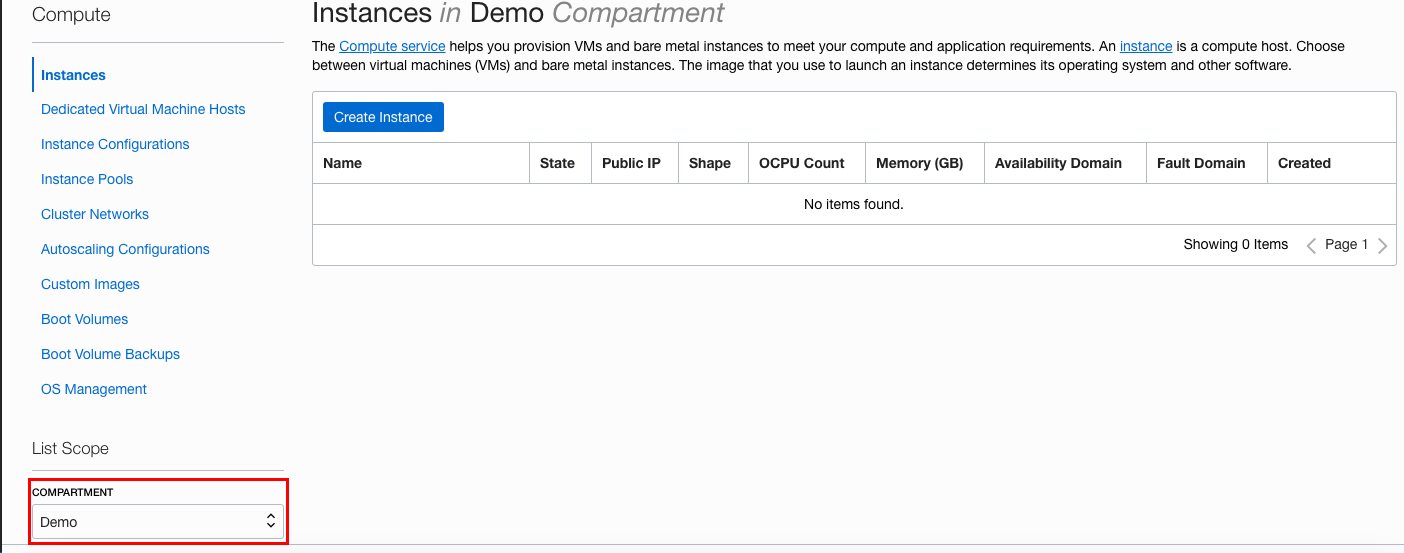 Compute
Instances
Dedicated Virtual Machine Hosts
Instance Configurations
Instance Pools
Cluster Networks
Autoscaling Configurations
Custom Images
Boot Volumes
Boot Volume Backups
OS Management
List Scope
COMPARTMENT
Demo
Instances in Demo Compartment
The Compute service helps you provision VMs and bare metal instances to meet your compute and application requirements. An instance is a compute host. Choose
between virtual machines (VMs) and bare metal instances. The image that you use to launch an instance determines its operating system and other software.
Create Instance
Name State Public IP Shape OCPU Count Memory (GB) Availability Domain Fault Domain Created
No items found.
Showing 0 Items Page 1